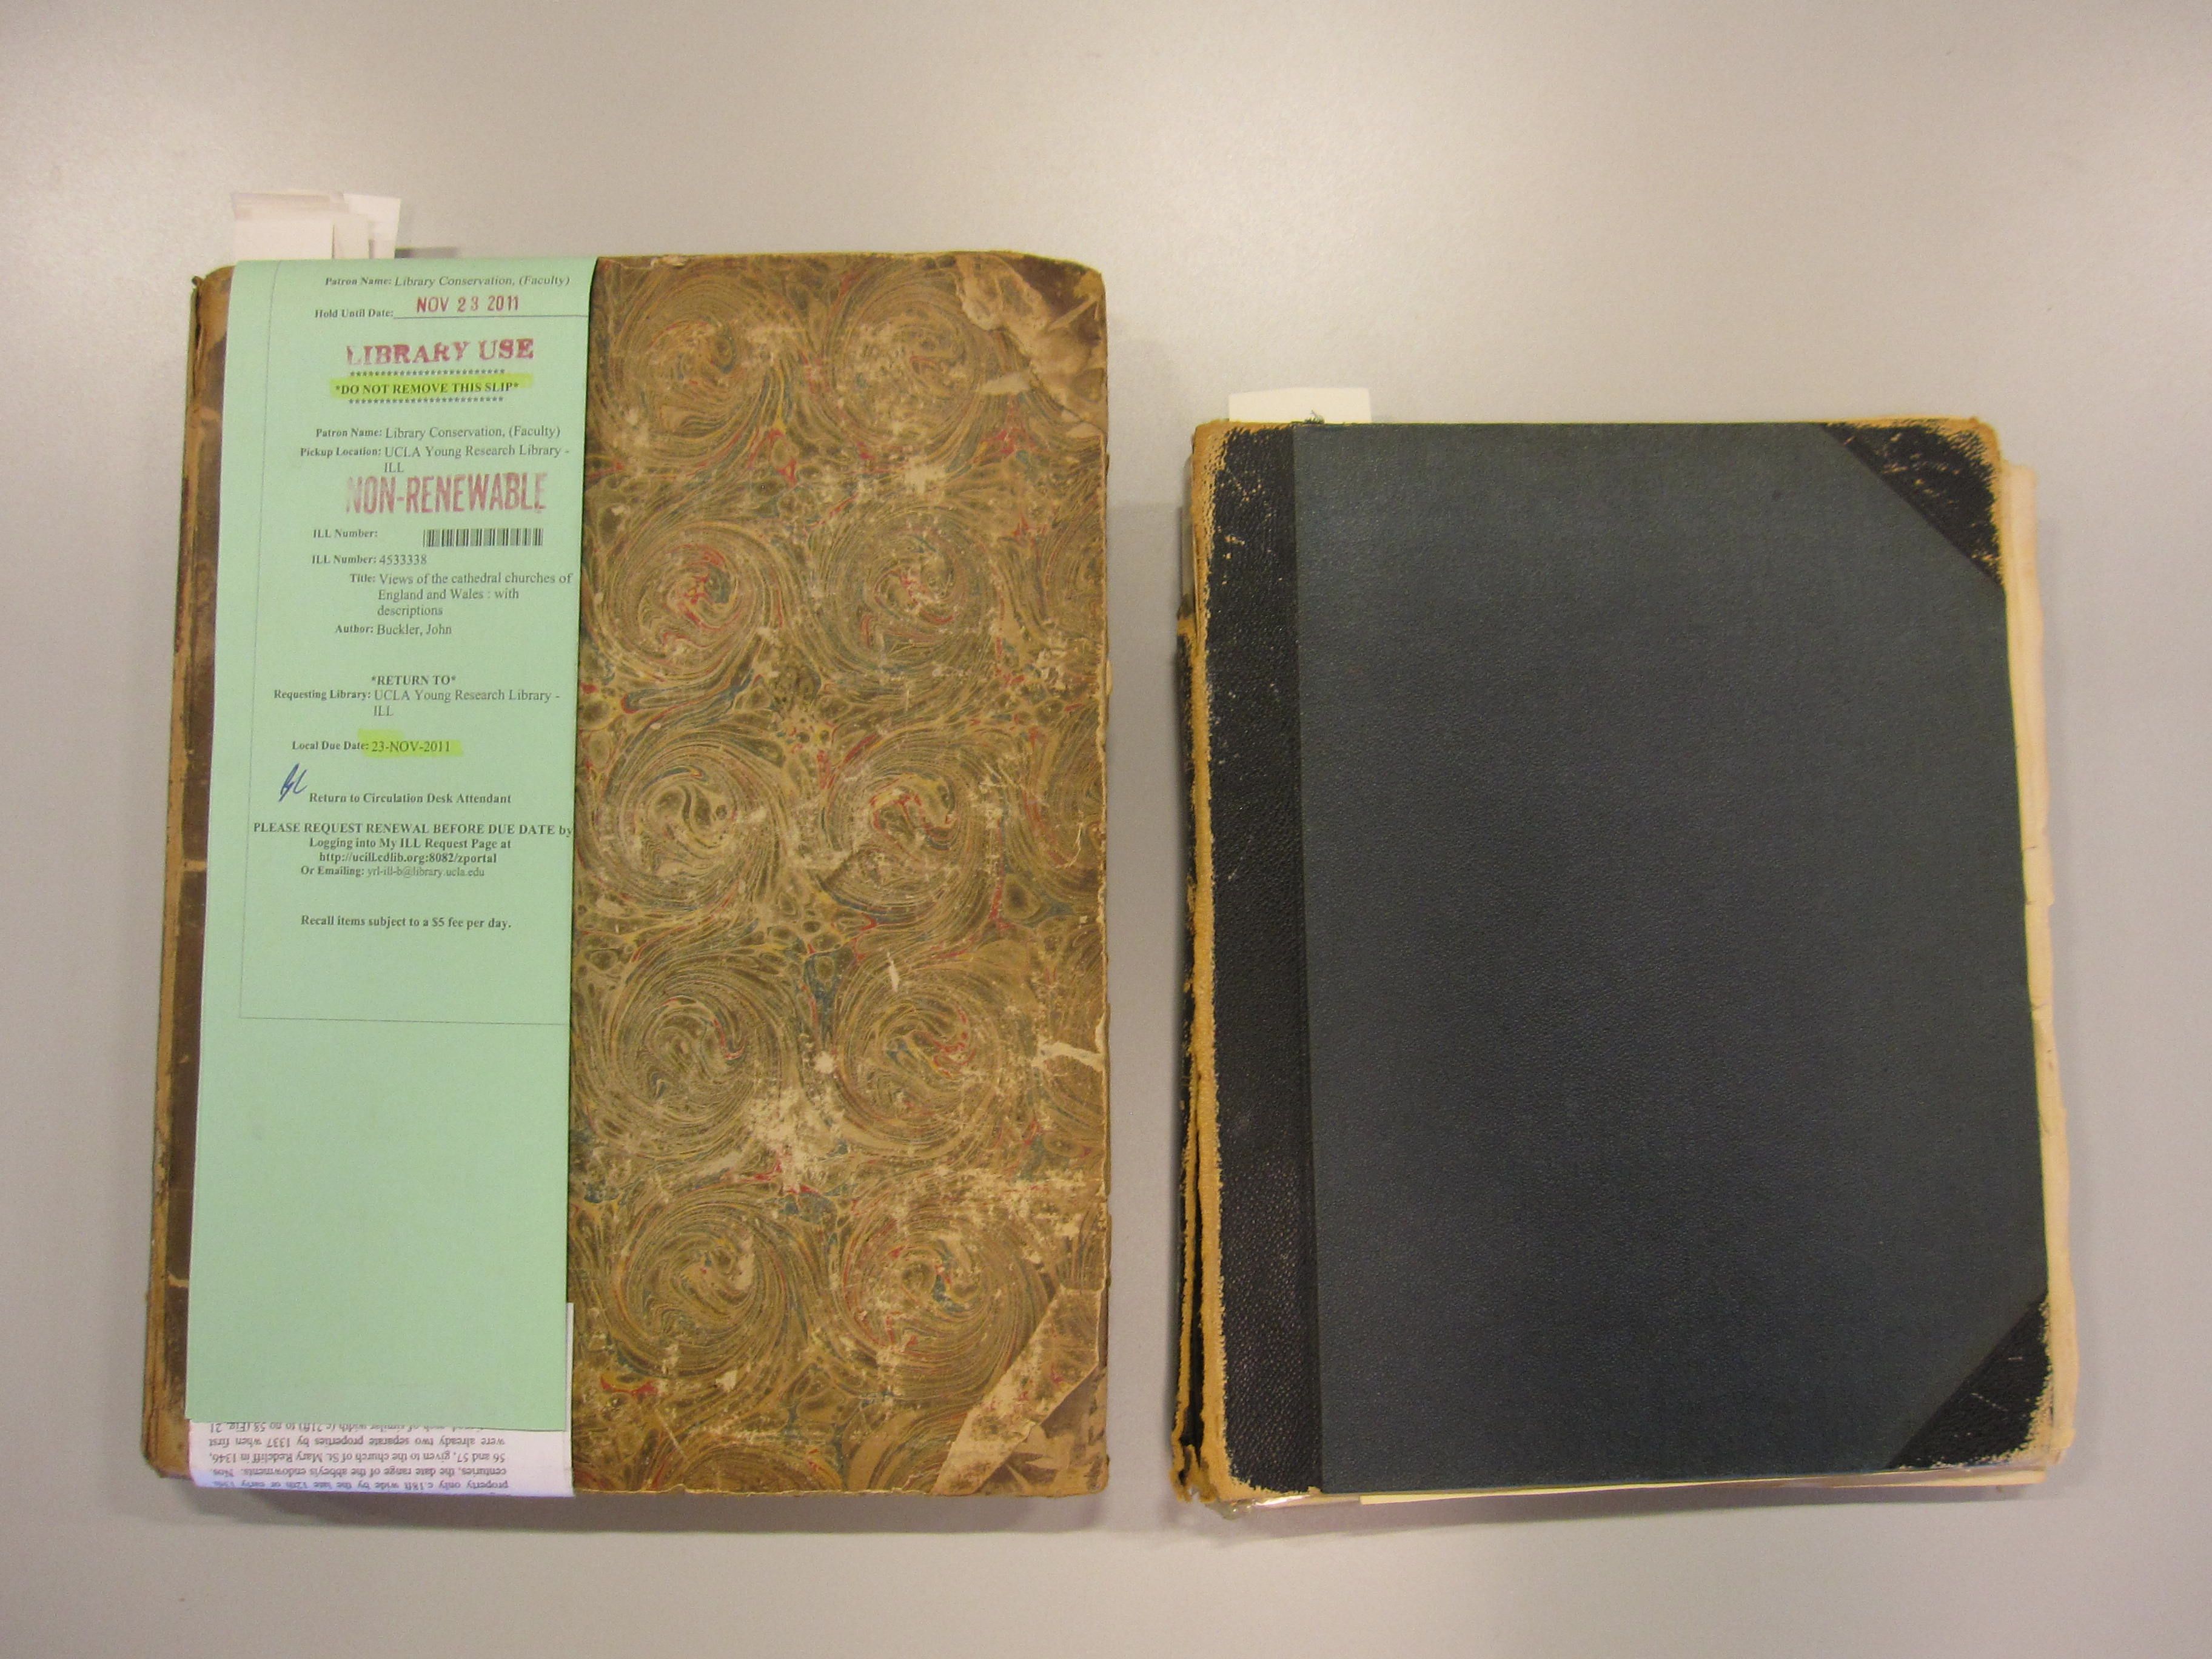 Patron Name: Library Conservation, (Faculty)
Hold Until Date: NOV 23 2011
LIBRARY USE
**************************
*DO NOT REMOVE THIS SLIP*
**************************
Patron Name: Library Conservation, (Faculty)
Pickup Location: UCLA Young Research Library -
ILL
NON-RENEWABLE
ILL Number:
ILL Number: 4533338
Title: Views of the cathedral churches of
England and Wales : with
descriptions
Author: Buckler, John
*RETURN TO*
Requesting Library: UCLA Young Research Library -
ILL
Local Due Date: 23-NOV-2011
Return to Circulation Desk Attendant
PLEASE REQUEST RENEWAL BEFORE DUE DATE by
Logging into My ILL Request Page at
http://ucill.cdlib.org:8082/zportal
Or Emailing: yrl-ill-b@library.ucla.edu
Recall items subject to a $5 fee per day.
property only c.18ft wide by the late 12th or early 13th
centuries, the date range of the abbey's endowments. Nos.
56 and 57, given to the church of St. Mary Redcliff in 1346,
were already two separate properties by 1337 when first
of similar width (c.21ft) to no 58 (Fig. 21